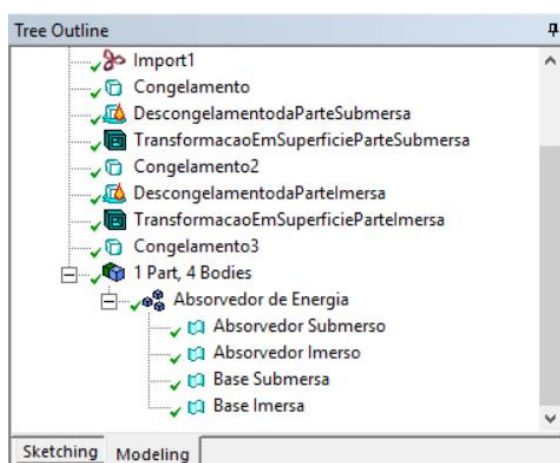 Tree Outline
Import1
Congelamento
DescongelamentodaParteSubmersa
TransformacaoEmSuperficieParteSubmersa
Congelamento2
DescongelamentodaParteImersa
TransformacaoEmSuperficieParteImersa
Congelamento3
1 Part, 4 Bodies
Absorvedor de Energia
Absorvedor Submerso
Absorvedor Imerso
Base Submersa
Base Imersa
Sketching Modeling